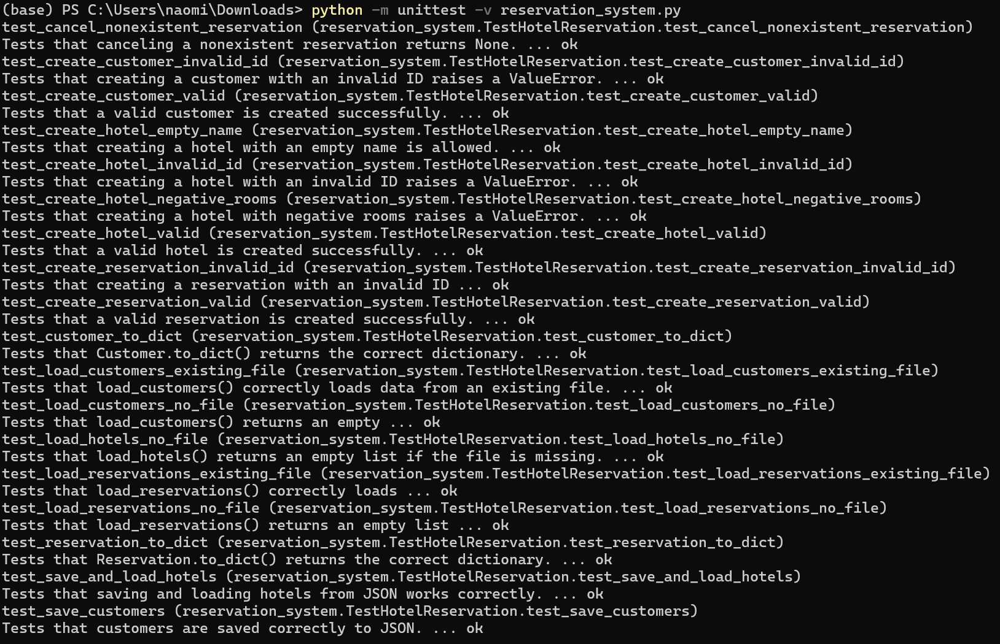 (base) PS C:\Users\naomi\Downloads> python -m unittest -v reservation_system.py
test_cancel_nonexistent_reservation (reservation_system.TestHotelReservation.test_cancel_nonexistent_reservation)
Tests that canceling a nonexistent reservation returns None. ... ok
test_create_customer_invalid_id (reservation_system.TestHotelReservation.test_create_customer_invalid_id)
Tests that creating a customer with an invalid ID raises a ValueError. ... ok
test_create_customer_valid (reservation_system.TestHotelReservation.test_create_customer_valid)
Tests that a valid customer is created successfully. ... ok
test_create_hotel_empty_name (reservation_system.TestHotelReservation.test_create_hotel_empty_name)
Tests that creating a hotel with an empty name is allowed. ... ok
test_create_hotel_invalid_id (reservation_system.TestHotelReservation.test_create_hotel_invalid_id)
Tests that creating a hotel with an invalid ID raises a ValueError. ... ok
test_create_hotel_negative_rooms (reservation_system.TestHotelReservation.test_create_hotel_negative_rooms)
Tests that creating a hotel with negative rooms raises a ValueError. ... ok
test_create_hotel_valid (reservation_system.TestHotelReservation.test_create_hotel_valid)
Tests that a valid hotel is created successfully. ... ok
test_create_reservation_invalid_id (reservation_system.TestHotelReservation.test_create_reservation_invalid_id)
Tests that creating a reservation with an invalid ID ... ok
test_create_reservation_valid (reservation_system.TestHotelReservation.test_create_reservation_valid)
Tests that a valid reservation is created successfully. ... ok
test_customer_to_dict (reservation_system.TestHotelReservation.test_customer_to_dict)
Tests that Customer.to_dict() returns the correct dictionary. ... ok
test_load_customers_existing_file (reservation_system.TestHotelReservation.test_load_customers_existing_file)
Tests that load_customers() correctly loads data from an existing file. ... ok
test_load_customers_no_file (reservation_system.TestHotelReservation.test_load_customers_no_file)
Tests that load_customers() returns an empty ... ok
test_load_hotels_no_file (reservation_system.TestHotelReservation.test_load_hotels_no_file)
Tests that load_hotels() returns an empty list if the file is missing. ... ok
test_load_reservations_existing_file (reservation_system.TestHotelReservation.test_load_reservations_existing_file)
Tests that load_reservations() correctly loads ... ok
test_load_reservations_no_file (reservation_system.TestHotelReservation.test_load_reservations_no_file)
Tests that load_reservations() returns an empty list ... ok
test_reservation_to_dict (reservation_system.TestHotelReservation.test_reservation_to_dict)
Tests that Reservation.to_dict() returns the correct dictionary. ... ok
test_save_and_load_hotels (reservation_system.TestHotelReservation.test_save_and_load_hotels)
Tests that saving and loading hotels from JSON works correctly. ... ok
test_save_customers (reservation_system.TestHotelReservation.test_save_customers)
Tests that customers are saved correctly to JSON. ... ok